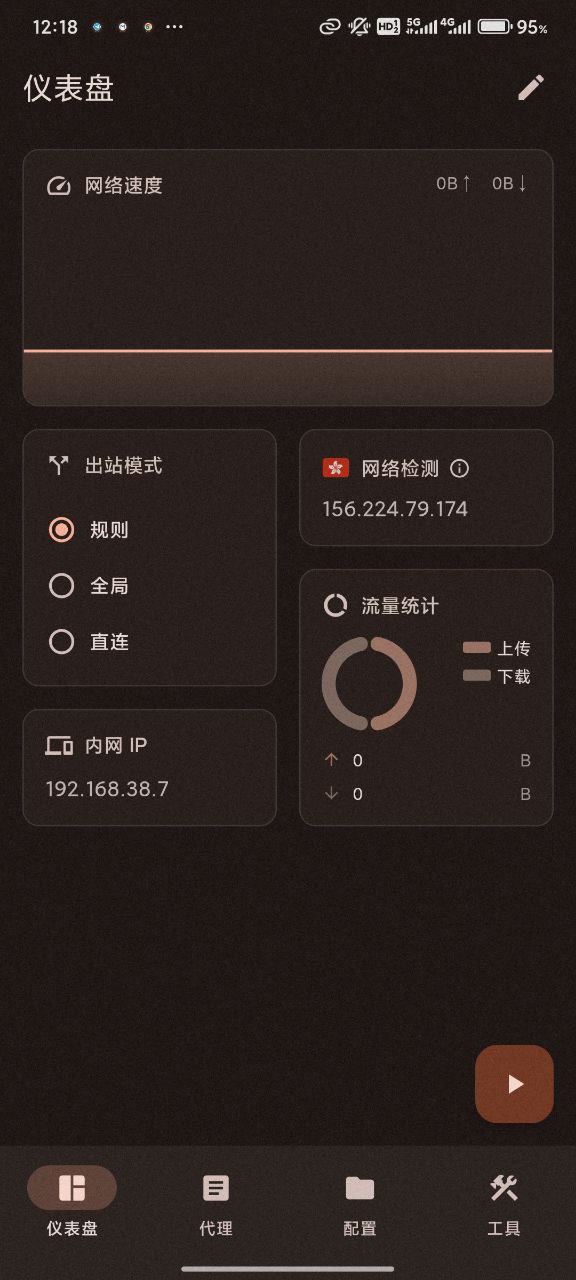 12:18 ··· HD 1 2 5G 4G 95%
仪表盘
网络速度 0B↑ 0B↓
出站模式
规则
全局
直连
网络检测
156.224.79.174
流量统计
上传
下载
↑ 0 B
↓ 0 B
内网 IP
192.168.38.7
仪表盘 代理 配置 工具